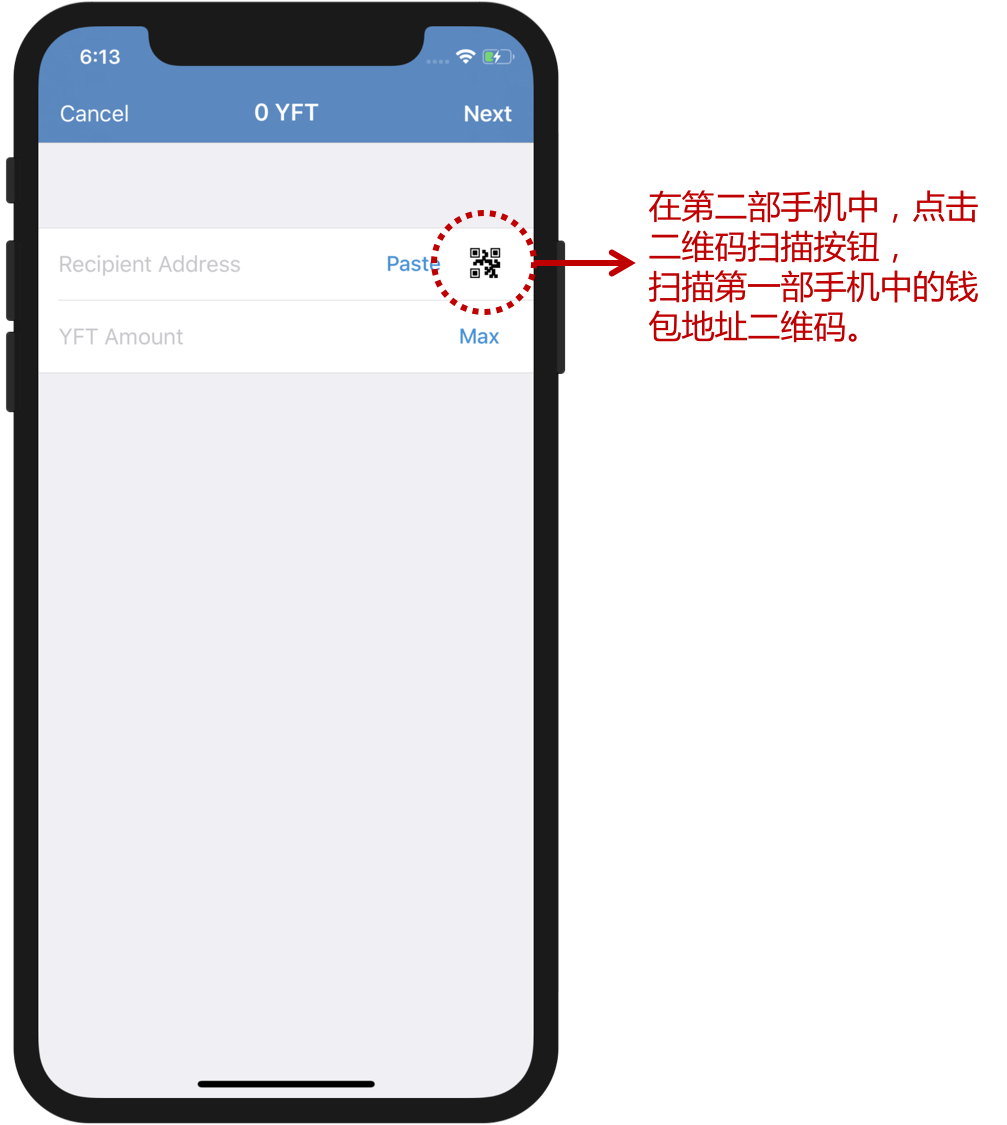 6:13
Cancel 0 YFT Next
Recipient Address Paste
YFT Amount Max
在第二部手机中，点击
二维码扫描按钮，
扫描第一部手机中的钱
包地址二维码。